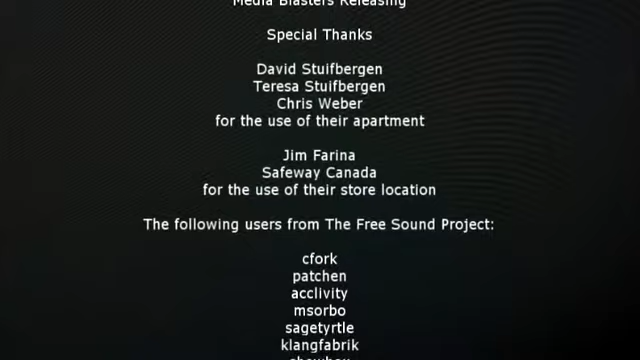 Media Blasters Releasing
Special Thanks
David Stuifbergen
Teresa Stuifbergen
Chris Weber
for the use of their apartment
Jim Farina
Safeway Canada
for the use of their store location
The following users from The Free Sound Project:
cfork
patchen
acclivity
msorbo
sagetyrtle
klangfabrik